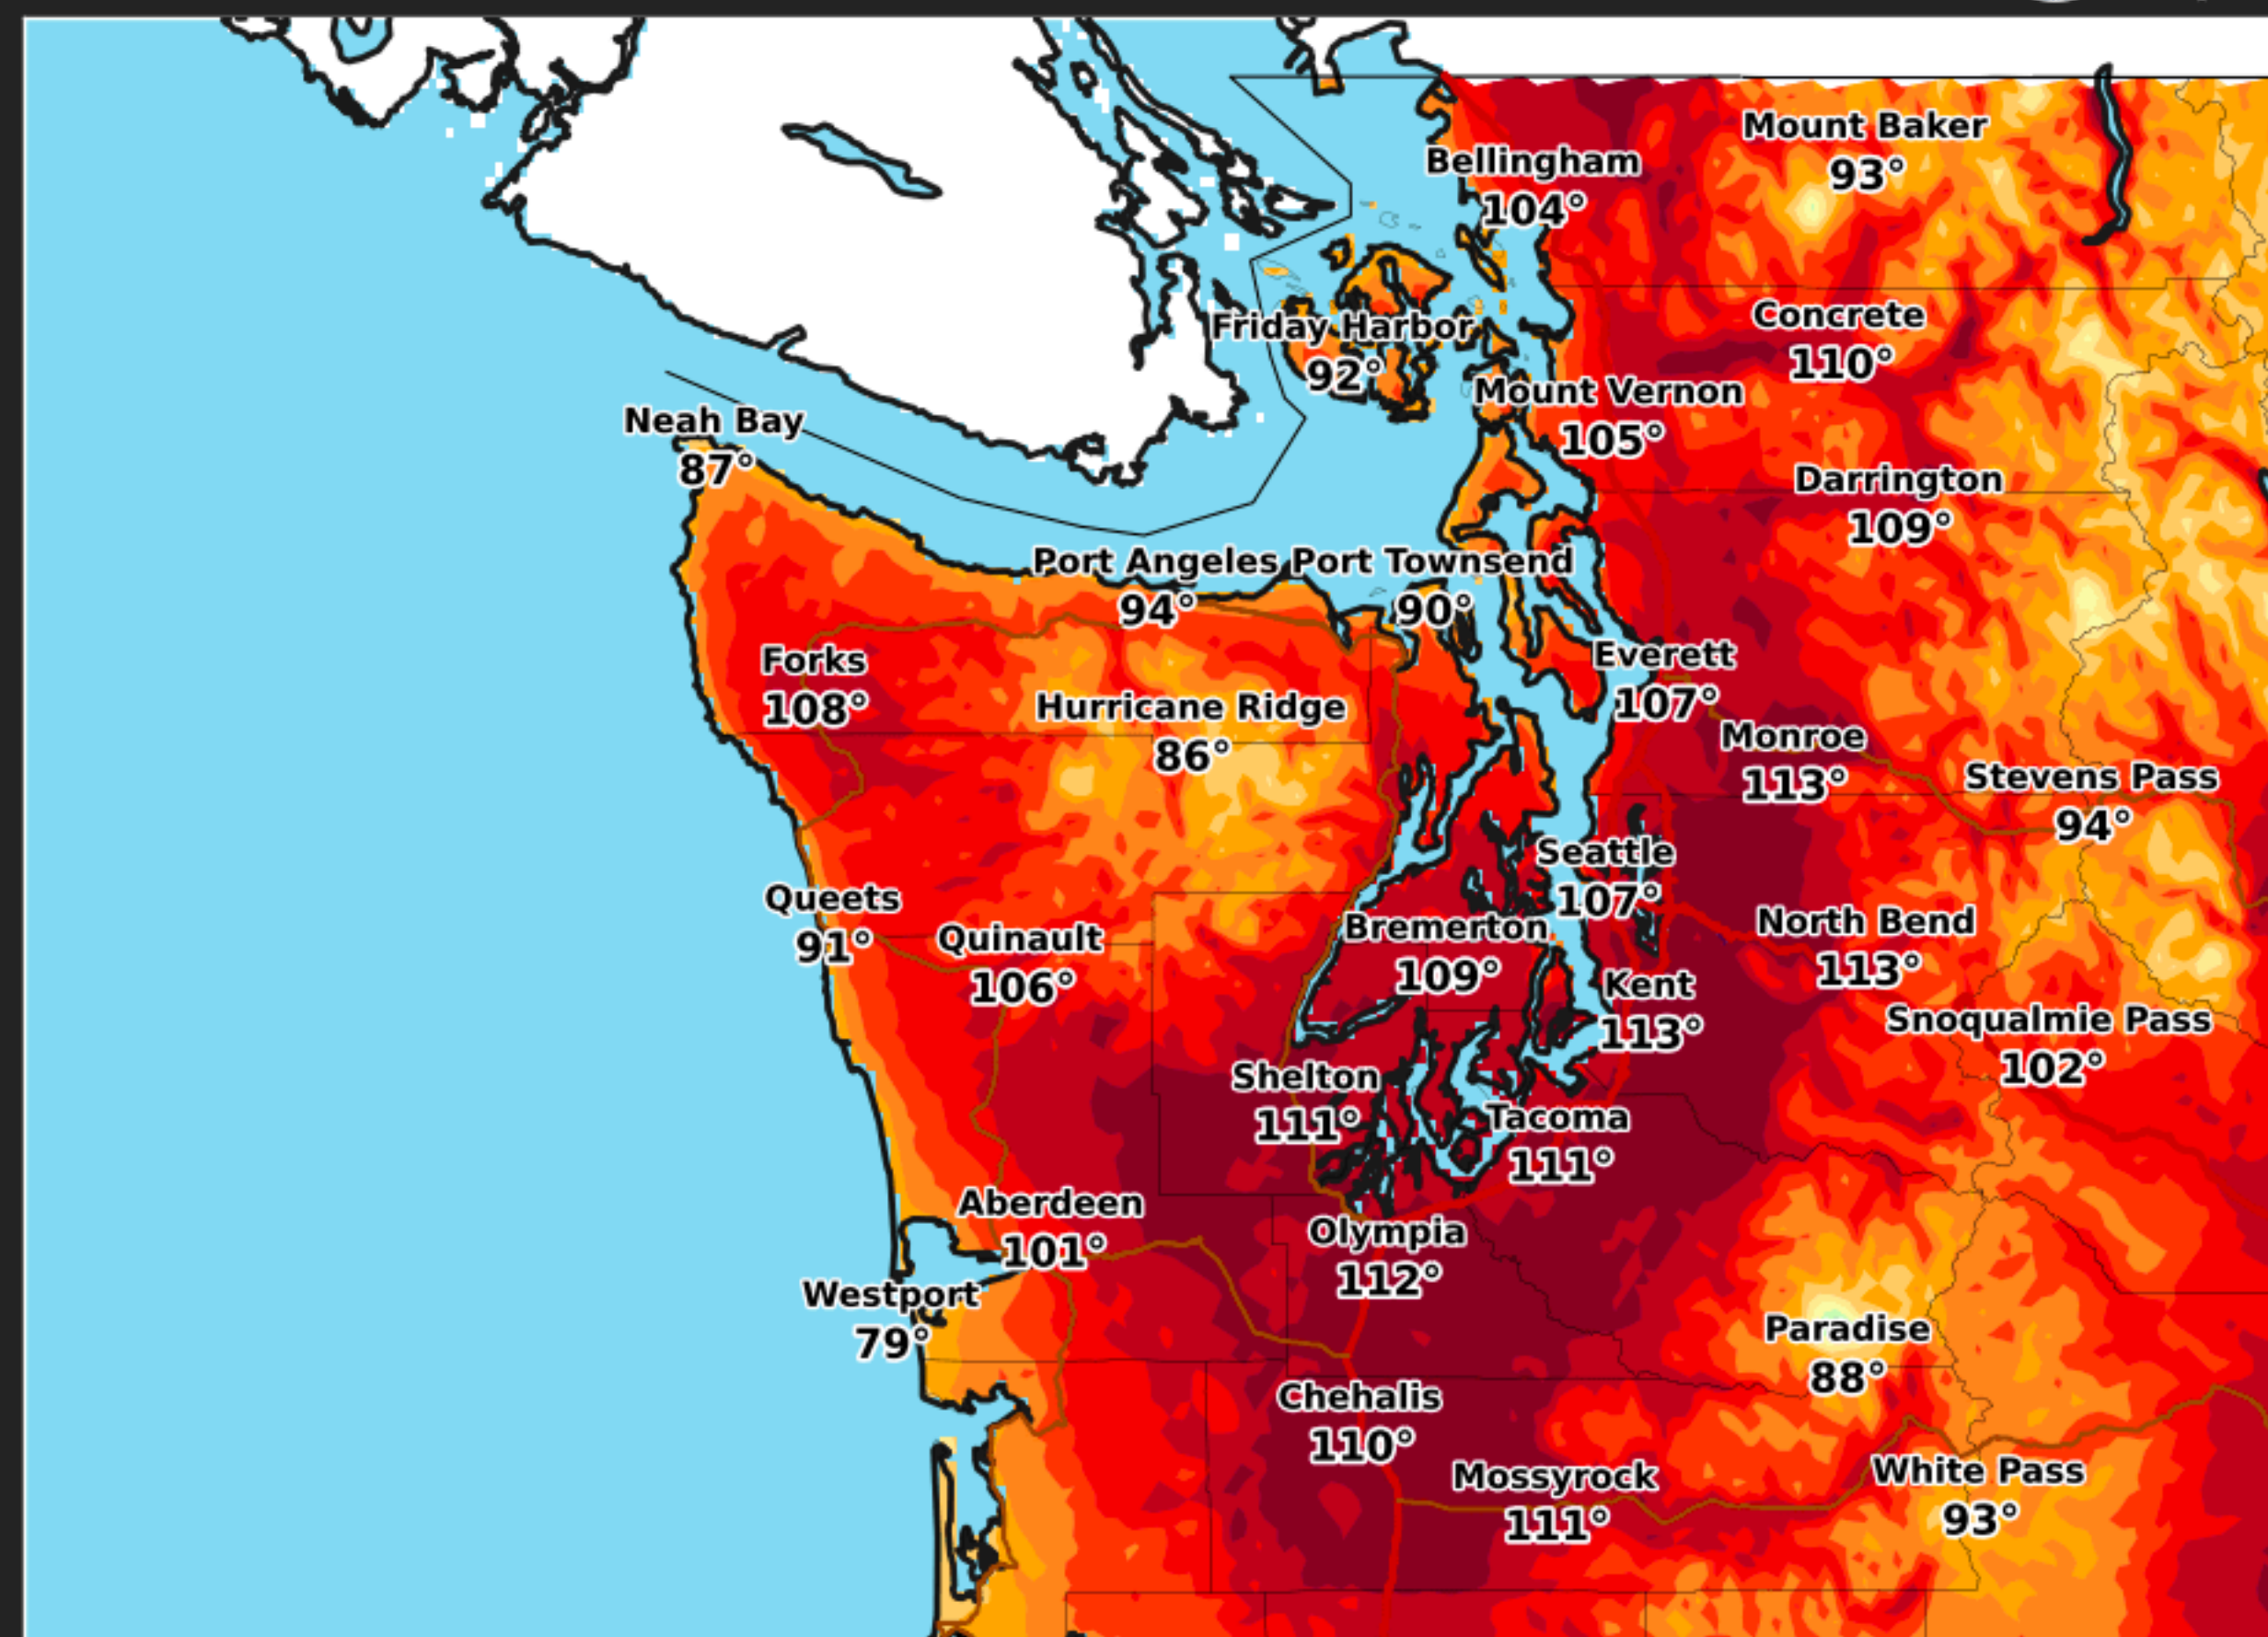 Mount Baker
93°
Bellingham
104°
Concrete
110°
Friday Harbor
92°
Mount Vernon
105°
Neah Bay
87°
Darrington
109°
Port Angeles
94°
Port Townsend
90°
Forks
108°
Everett
107°
Hurricane Ridge
86°
Monroe
113°
Stevens Pass
94°
Seattle
107°
Queets
91°
Bremerton
109°
North Bend
113°
Quinault
106°
Kent
113°
Snoqualmie Pass
102°
Shelton
111°
Tacoma
111°
Aberdeen
101°
Olympia
112°
Westport
79°
Paradise
88°
Chehalis
110°
Mossyrock
111°
White Pass
93°